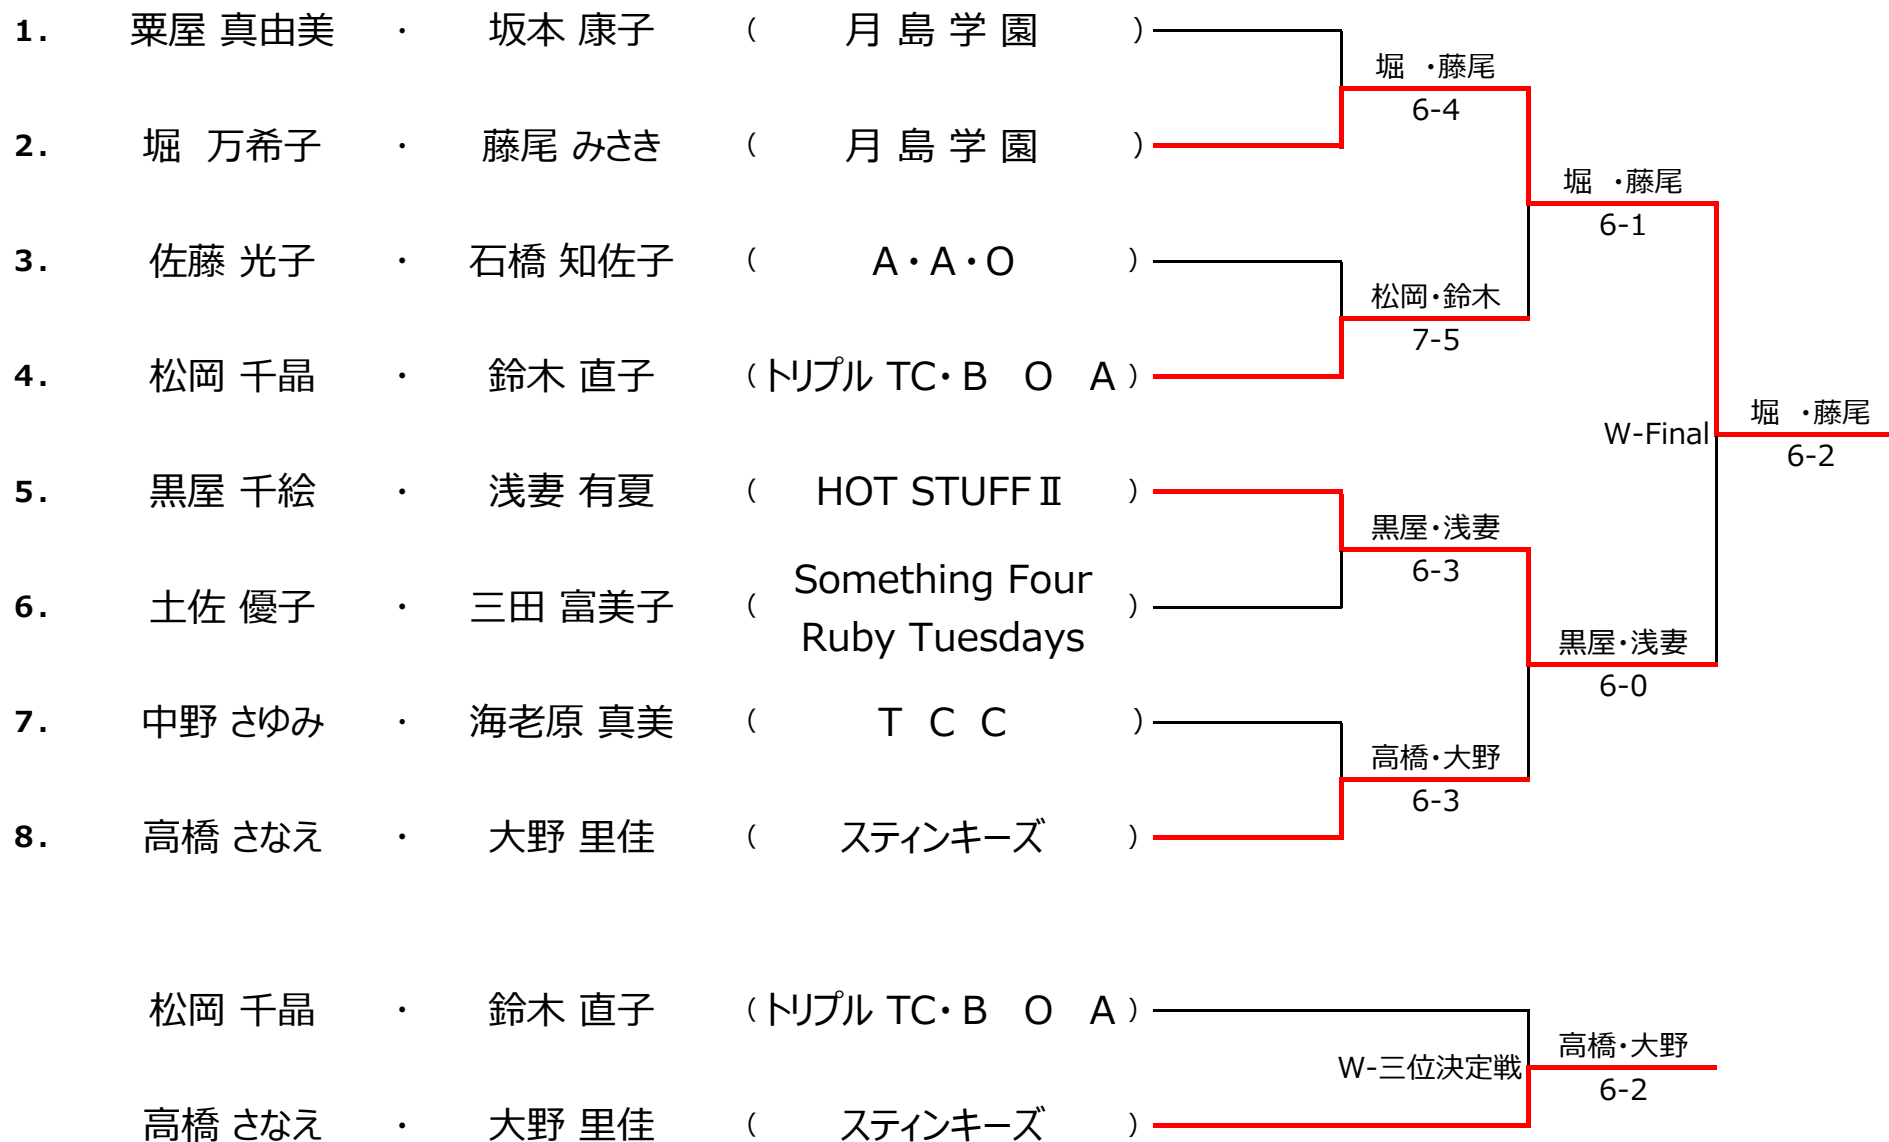 1. 粟屋 真由美 ・ 坂本 康子 ( 月 島 学 園 )
堀 ・藤尾
6-4
2. 堀 万希子 ・ 藤尾 みさき ( 月 島 学 園 )
堀 ・藤尾
6-1
3. 佐藤 光子 ・ 石橋 知佐子 ( A・A・O )
松岡・鈴木
7-5
4. 松岡 千晶 ・ 鈴木 直子 ( トリプル TC・B O A )
堀 ・藤尾
W-Final
6-2
5. 黒屋 千絵 ・ 浅妻 有夏 ( HOT STUFFⅡ )
黒屋・浅妻
6-3
Something Four
6. 土佐 優子 ・ 三田 富美子 ( )
Ruby Tuesdays
黒屋・浅妻
6-0
7. 中野 さゆみ ・ 海老原 真美 ( T C C )
高橋・大野
6-3
8. 高橋 さなえ ・ 大野 里佳 ( スティンキーズ )
松岡 千晶 ・ 鈴木 直子 ( トリプル TC・B O A )
高橋・大野
W-三位決定戦
6-2
高橋 さなえ ・ 大野 里佳 ( スティンキーズ )